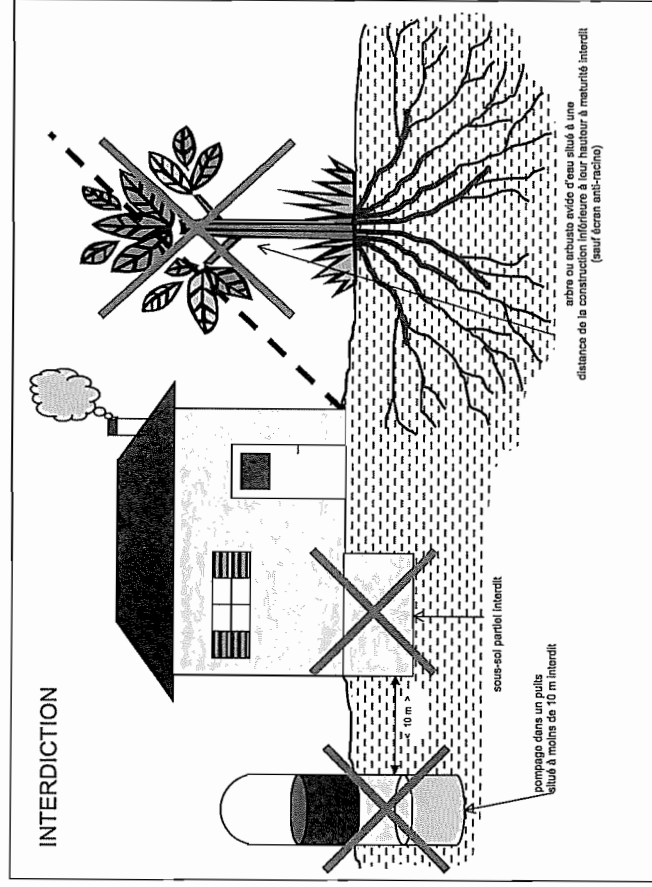 INTERDICTION
< 10 m >
pompage dans un puits
situé à moins de 10 m interdit
sous-sol partiel interdit
arbre ou arbuste avide d'eau situé à une
distance de la construction inférieure à leur hauteur à maturité interdit
(sauf écran anti-racine)